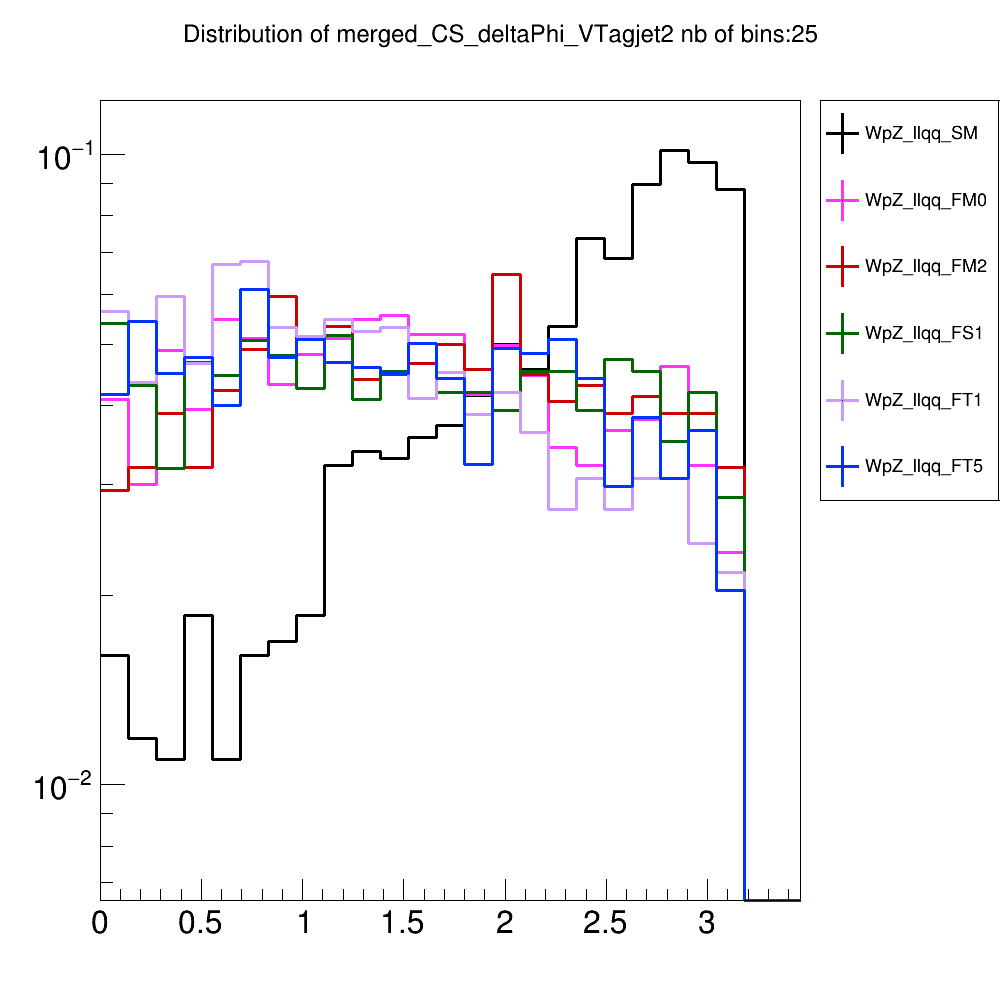 Distribution of merged_CS_deltaPhi_VTagjet2 nb of bins:25
10⁻¹
10⁻²
0 0.5 1 1.5 2 2.5 3
WpZ_llqq_SM
WpZ_llqq_FM0
WpZ_llqq_FM2
WpZ_llqq_FS1
WpZ_llqq_FT1
WpZ_llqq_FT5